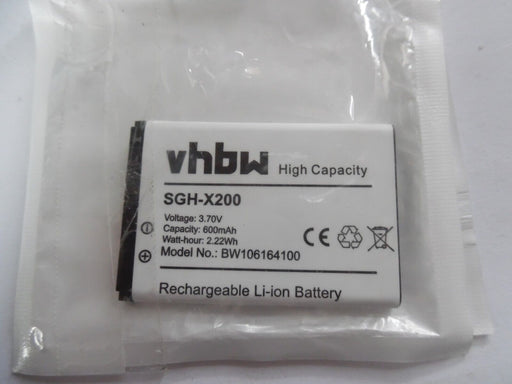 vhbw High Capacity
SGH-X200
Voltage: 3.70V
Capacity: 600mAh
Watt-hour: 2.22Wh
Model No.: BW106164100
Rechargeable Li-ion Battery
CE